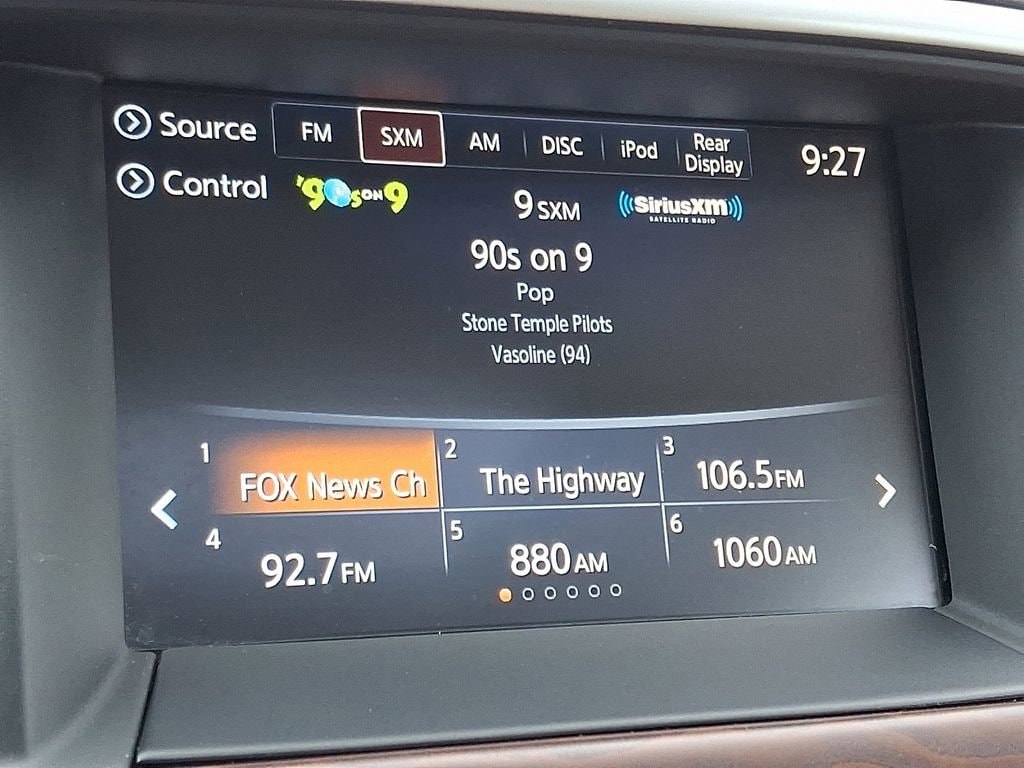 Source FM SXM AM DISC iPod Rear Display 9:27
Control '90s ON 9 9 SXM SiriusXM
SATELLITE RADIO
90s on 9
Pop
Stone Temple Pilots
Vasoline (94)
1 FOX News Ch 2 The Highway 3 106.5FM
4 92.7FM 5 880AM 6 1060AM